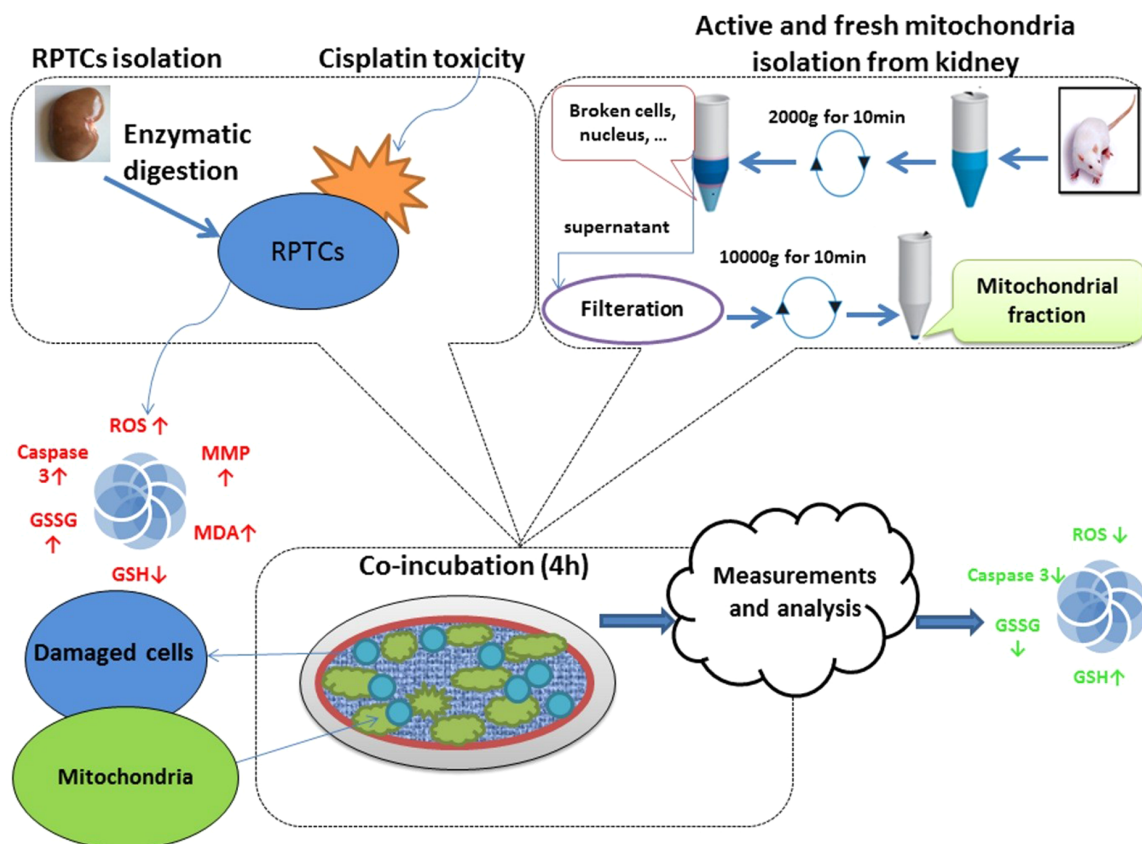 RPTCs isolation
Cisplatin toxicity
Enzymatic
digestion
RPTCs
Active and fresh mitochondria
isolation from kidney
Broken cells,
nucleus, ...
2000g for 10min
supernatant
Filteration
10000g for 10min
Mitochondrial
fraction
ROS ↑
Caspase
3↑
MMP
↑
GSSG
↑
MDA↑
GSH↓
Damaged cells
Mitochondria
Co-incubation (4h)
Measurements
and analysis
ROS ↓
Caspase 3↓
GSSG
↓
GSH↑